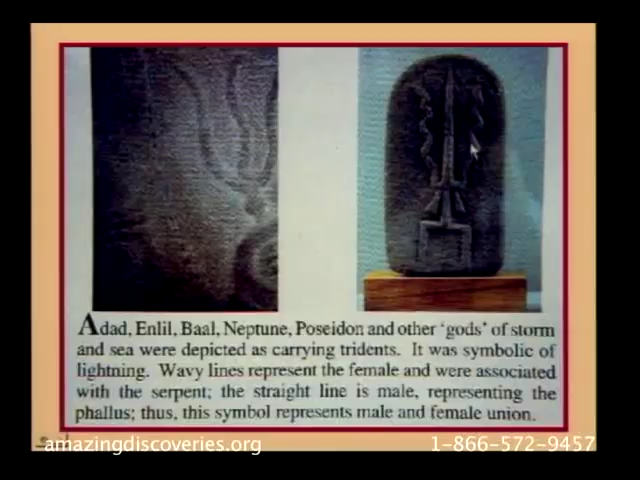 Adad, Enlil, Baal, Neptune, Poseidon and other 'gods' of storm
and sea were depicted as carrying tridents. It was symbolic of
lightning. Wavy lines represent the female and were associated
with the serpent; the straight line is male, representing the
phallus; thus, this symbol represents male and female union.
amazingdiscoveries.org
1-866-572-9457